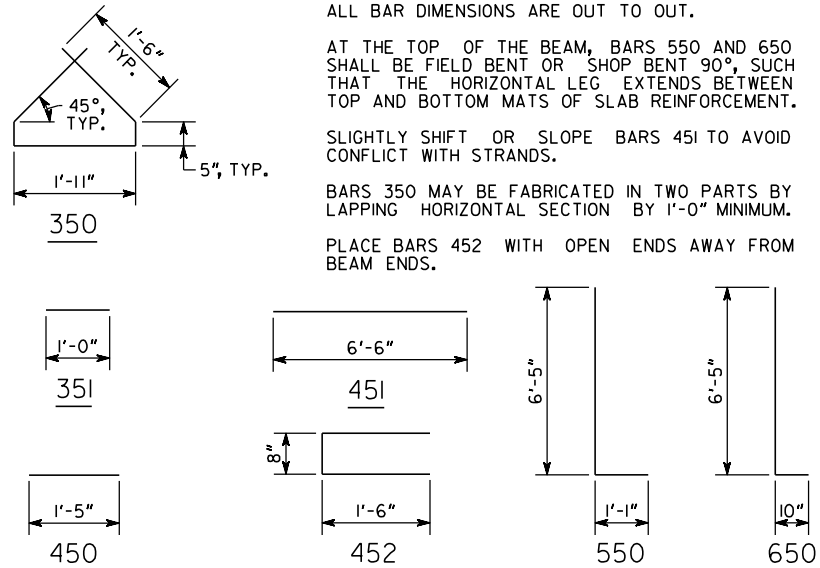 ALL BAR DIMENSIONS ARE OUT TO OUT.
AT THE TOP OF THE BEAM, BARS 550 AND 650
SHALL BE FIELD BENT OR SHOP BENT 90°, SUCH
THAT THE HORIZONTAL LEG EXTENDS BETWEEN
TOP AND BOTTOM MATS OF SLAB REINFORCEMENT.
SLIGHTLY SHIFT OR SLOPE BARS 451 TO AVOID
CONFLICT WITH STRANDS.
BARS 350 MAY BE FABRICATED IN TWO PARTS BY
LAPPING HORIZONTAL SECTION BY 1'-0" MINIMUM.
PLACE BARS 452 WITH OPEN ENDS AWAY FROM
BEAM ENDS.
1'-6"
TYP.
45°,
TYP.
5", TYP.
1'-11"
350
1'-0"
351
6'-6"
451
6'-5"
6'-5"
8"
1'-5"
450
1'-6"
452
1'-1"
550
10"
650